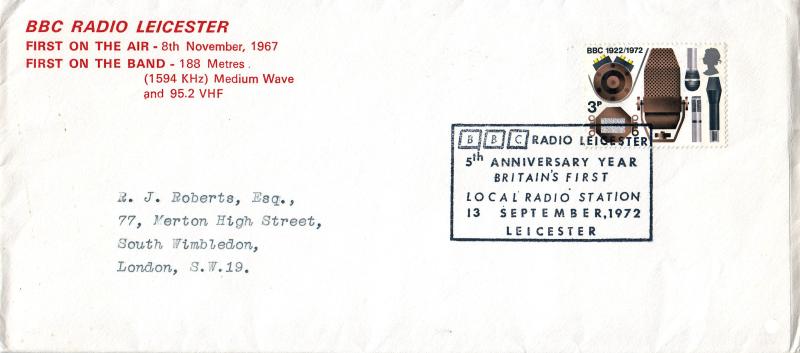 BBC RADIO LEICESTER
FIRST ON THE AIR - 8th November, 1967
FIRST ON THE BAND - 188 Metres.
(1594 KHz) Medium Wave
and 95.2 VHF
BBC 1922/1972
3P
BBC RADIO LEICESTER
5th ANNIVERSARY YEAR
BRITAIN'S FIRST
LOCAL RADIO STATION
13 SEPTEMBER, 1972
LEICESTER
R. J. Roberts, Esq.,
77, Merton High Street,
South Wimbledon,
London, S.W.19.